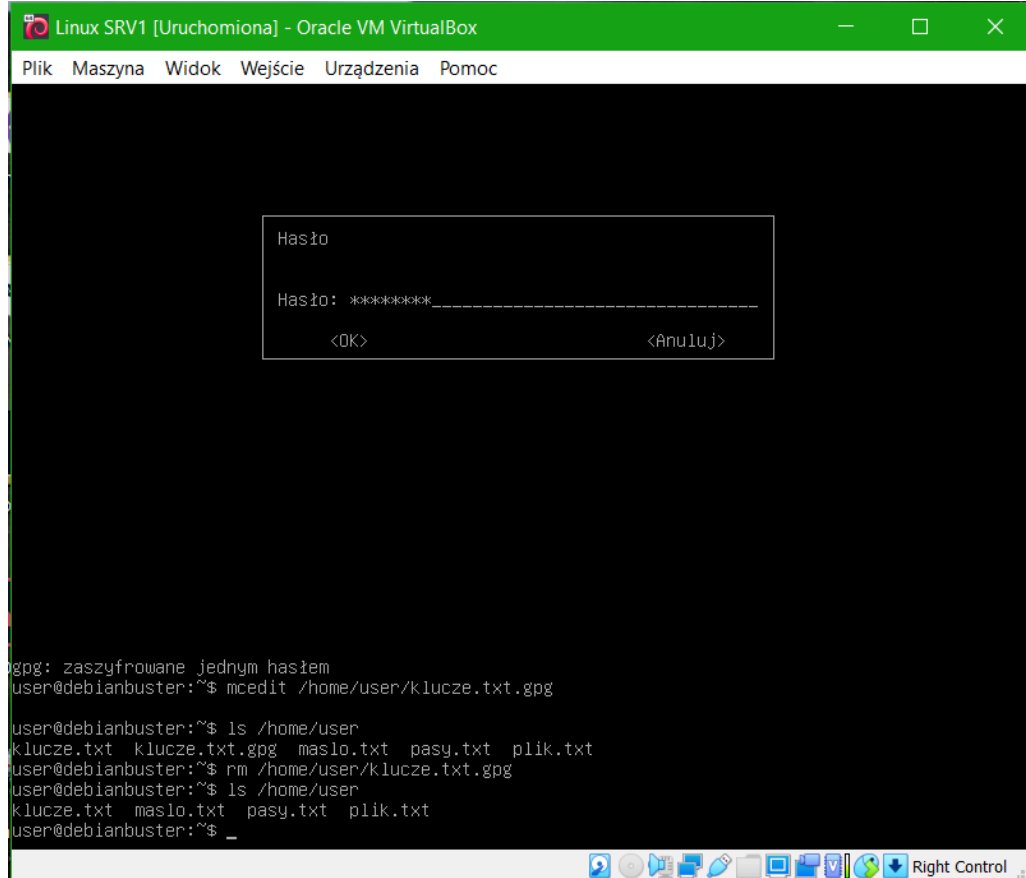 Linux SRV1 [Uruchomiona] - Oracle VM VirtualBox
Plik Maszyna Widok Wejście Urządzenia Pomoc
Hasło
Hasło: ********________________________________
<OK> <Anuluj>
gpg: zaszyfrowane jednym hasłem
user@debianbuster:~$ mcedit /home/user/klucze.txt.gpg
user@debianbuster:~$ ls /home/user
klucze.txt klucze.txt.gpg maslo.txt pasy.txt plik.txt
user@debianbuster:~$ rm /home/user/klucze.txt.gpg
user@debianbuster:~$ ls /home/user
klucze.txt maslo.txt pasy.txt plik.txt
user@debianbuster:~$ _
Right Control